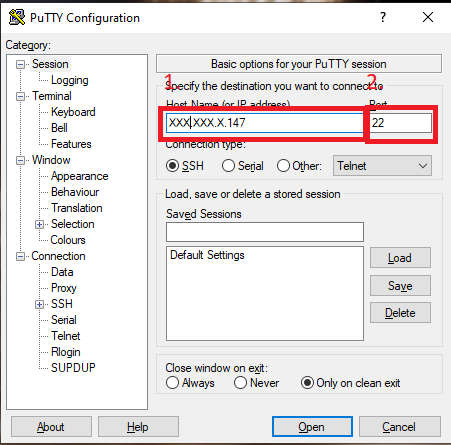 PuTTY Configuration
Category:
Session
Logging
Terminal
Keyboard
Bell
Features
Window
Appearance
Behaviour
Translation
Selection
Colours
Connection
Data
Proxy
SSH
Serial
Telnet
Rlogin
SUPDUP
Basic options for your PuTTY session
1 2
Specify the destination you want to connect to
Host Name (or IP address) Port
XXX.XXX.X.147 22
Connection type:
SSH Serial Other: Telnet
Load, save or delete a stored session
Saved Sessions
Default Settings
Load
Save
Delete
Close window on exit:
Always Never Only on clean exit
About Help Open Cancel